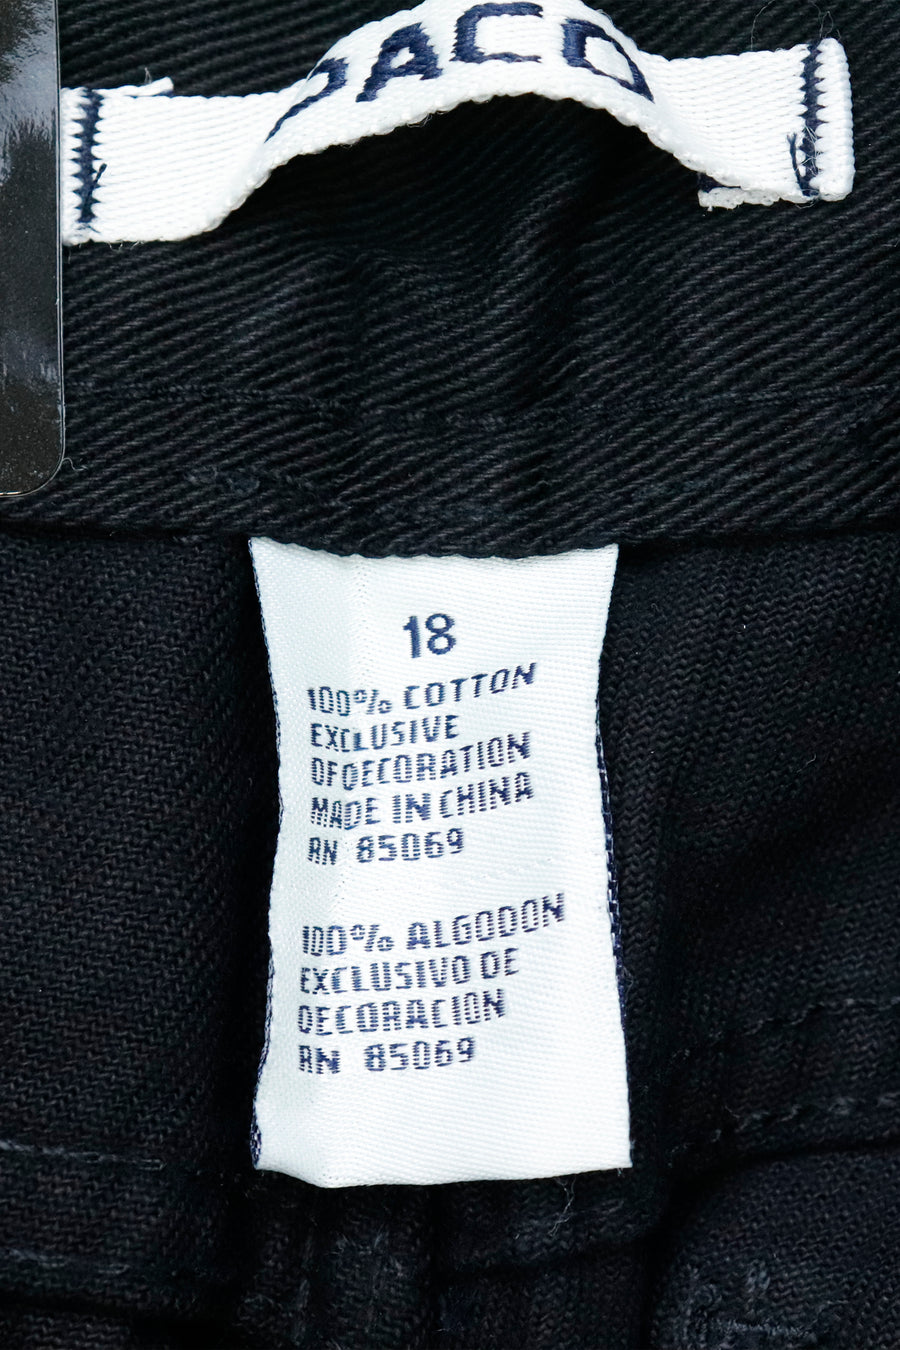 PACO
18
100% COTTON
EXCLUSIVE
OFDECORATION
MADE IN CHINA
RN 85069
100% ALGODON
EXCLUSIVO DE
DECORACION
RN 85069